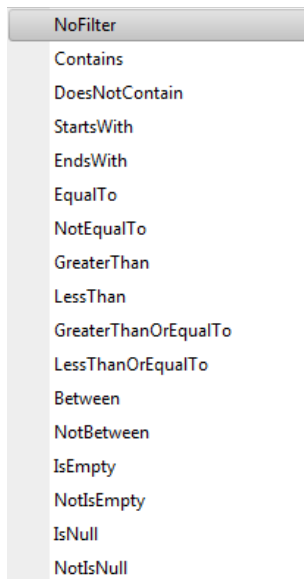 NoFilter
Contains
DoesNotContain
StartsWith
EndsWith
EqualTo
NotEqualTo
GreaterThan
LessThan
GreaterThanOrEqualTo
LessThanOrEqualTo
Between
NotBetween
IsEmpty
NotIsEmpty
IsNull
NotIsNull